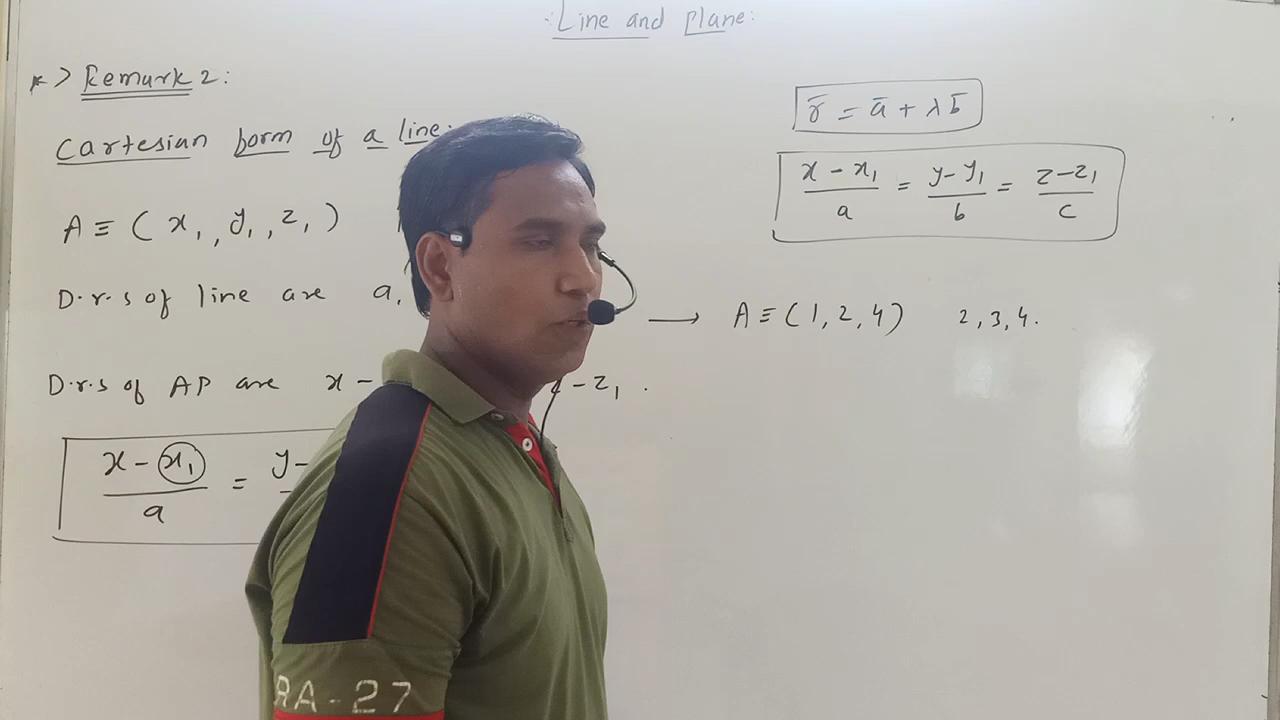 Line and plane:
*> Remark 2:
Cartesian form of a line:
A ≡ ( x₁, y₁, z₁ )
D.r.s of line are a,
D.r.s of AP are x - z - z₁ .
x - x₁ / a = y -
r̄ = ā + λ b̄
x - x₁ / a = y - y₁ / b = z - z₁ / c
→ A ≡ ( 1, 2, 4 ) 2, 3, 4.
RA-27